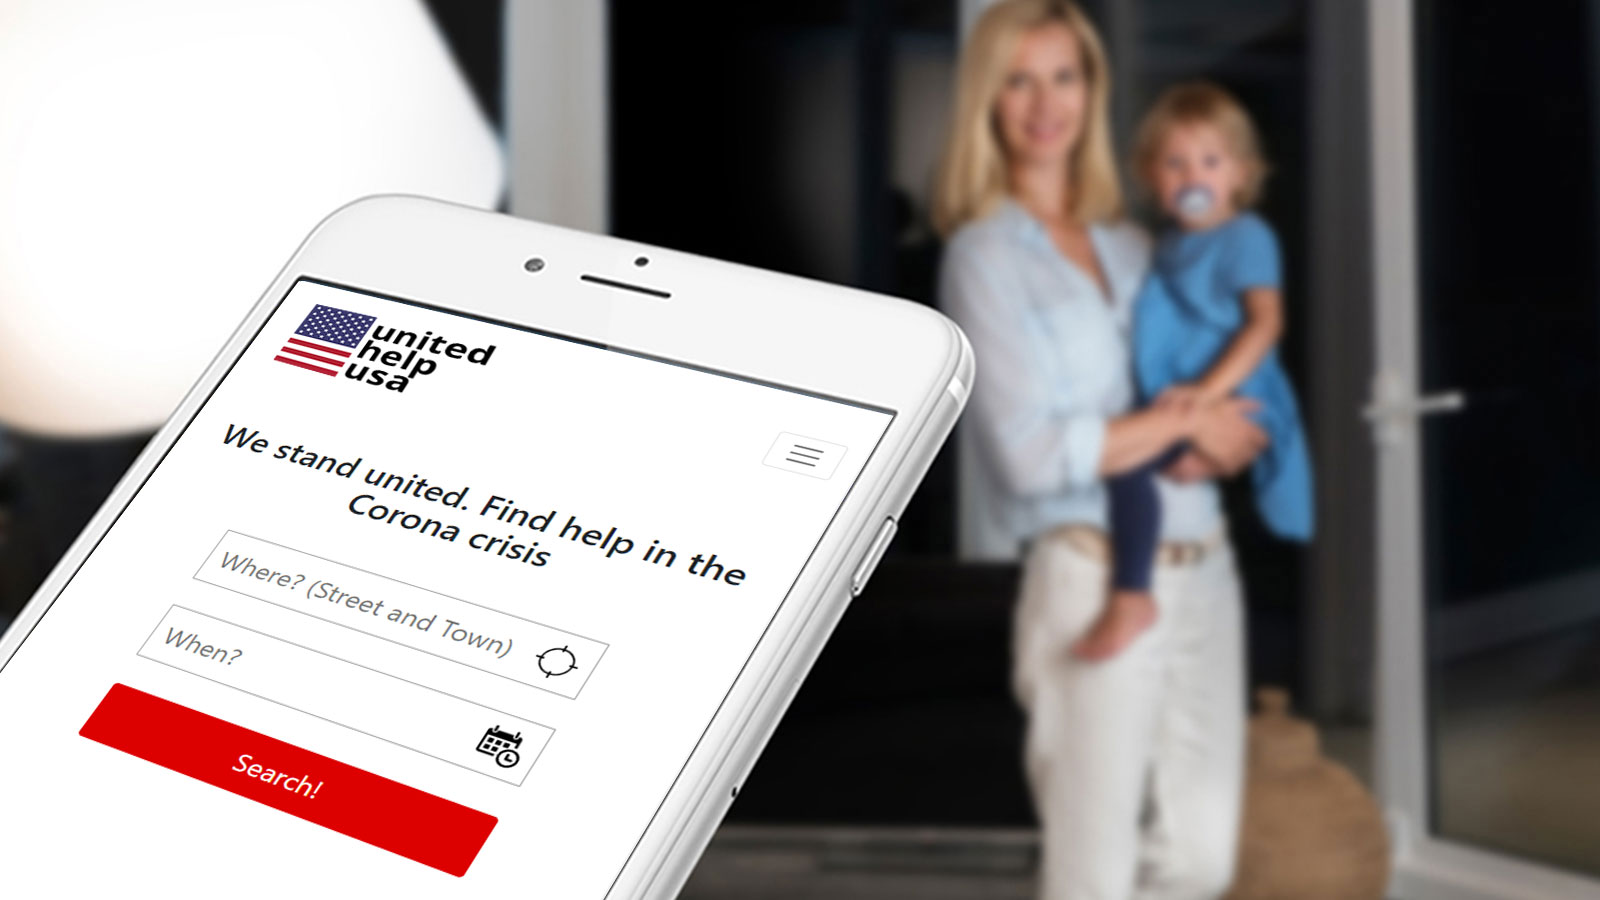 united
help
usa
We stand united. Find help in the
Corona crisis
Where? (Street and Town)
When?
Search!